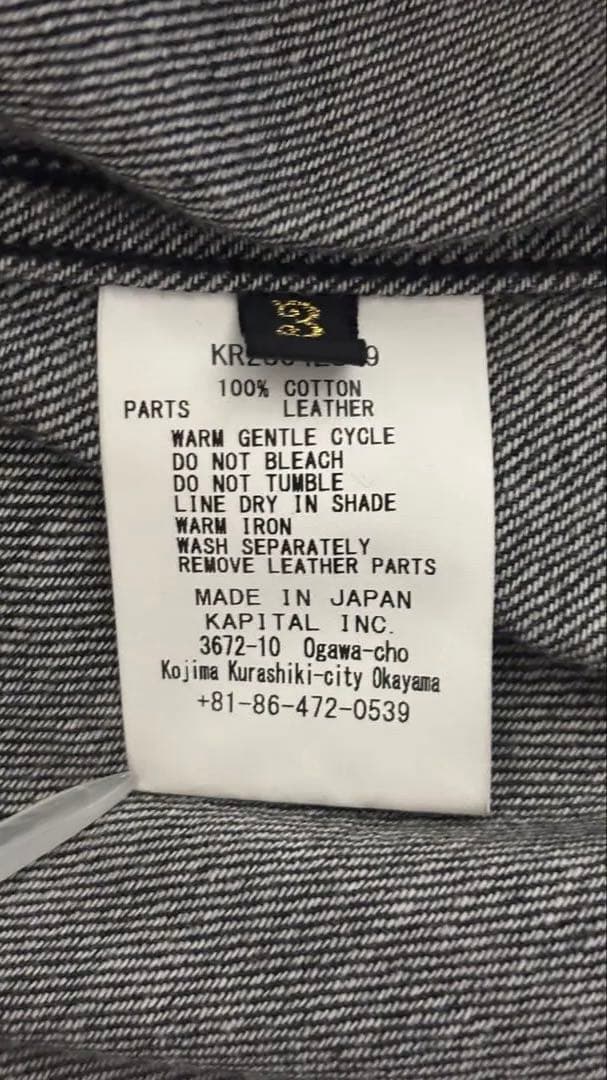 3
100% COTTON
PARTS LEATHER
WARM GENTLE CYCLE
DO NOT BLEACH
DO NOT TUMBLE
LINE DRY IN SHADE
WARM IRON
WASH SEPARATELY
REMOVE LEATHER PARTS
MADE IN JAPAN
KAPITAL INC.
3672-10 Ogawa-cho
Kojima Kurashiki-city Okayama
+81-86-472-0539